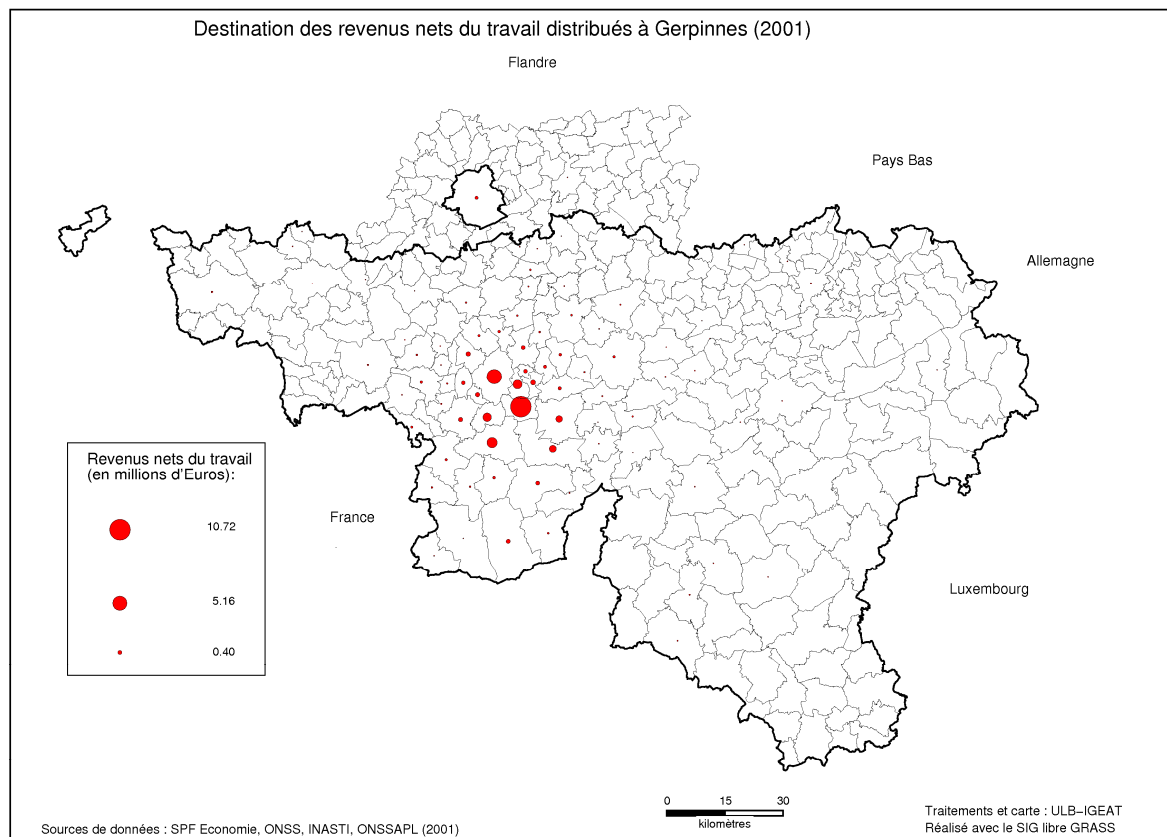 Destination des revenus nets du travail distribués à Gerpinnes (2001)
Flandre
Pays Bas
Allemagne
Revenus nets du travail
(en millions d'Euros):
10.72
5.16
0.40
France
Luxembourg
0 15 30
kilomètres
Sources de données : SPF Economie, ONSS, INASTI, ONSSAPL (2001)
Traitements et carte : ULB-IGEAT
Réalisé avec le SIG libre GRASS